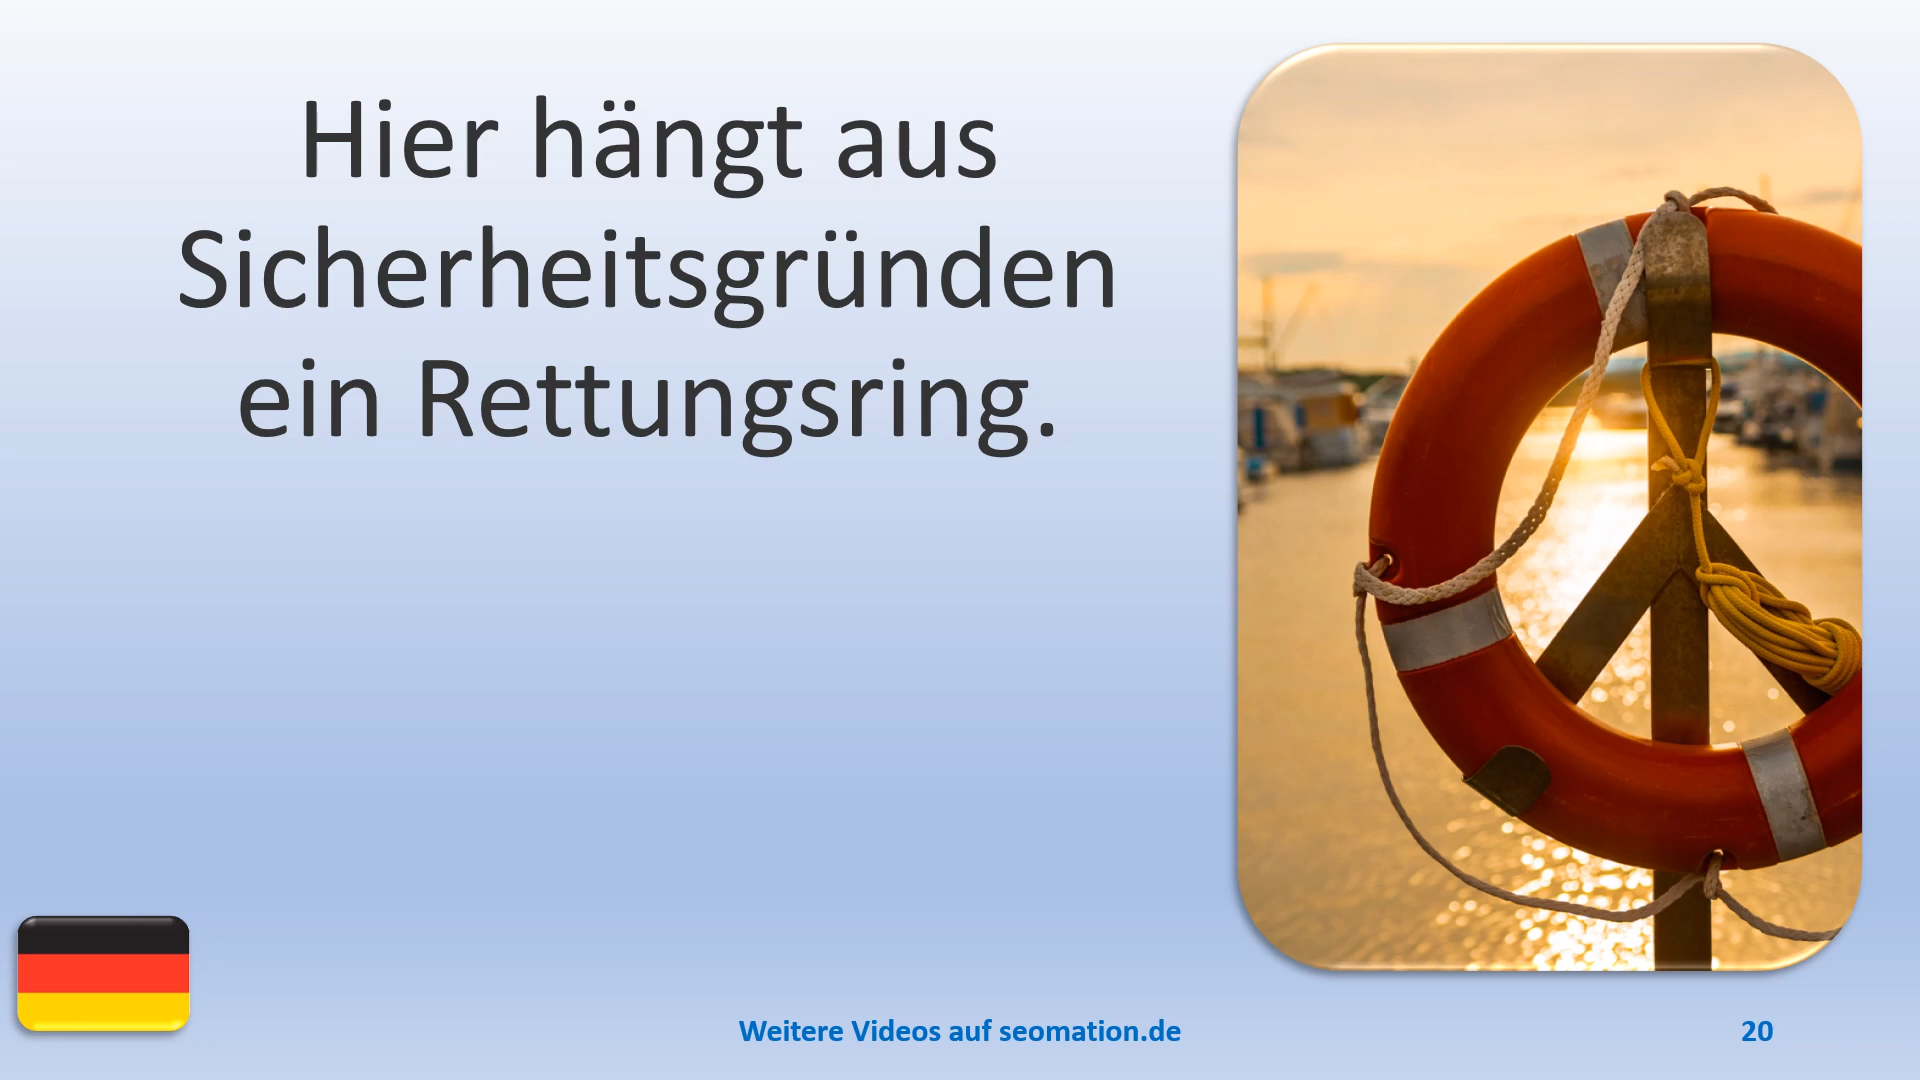 Hier hängt aus
Sicherheitsgründen
ein Rettungsring.
Weitere Videos auf seomation.de
20